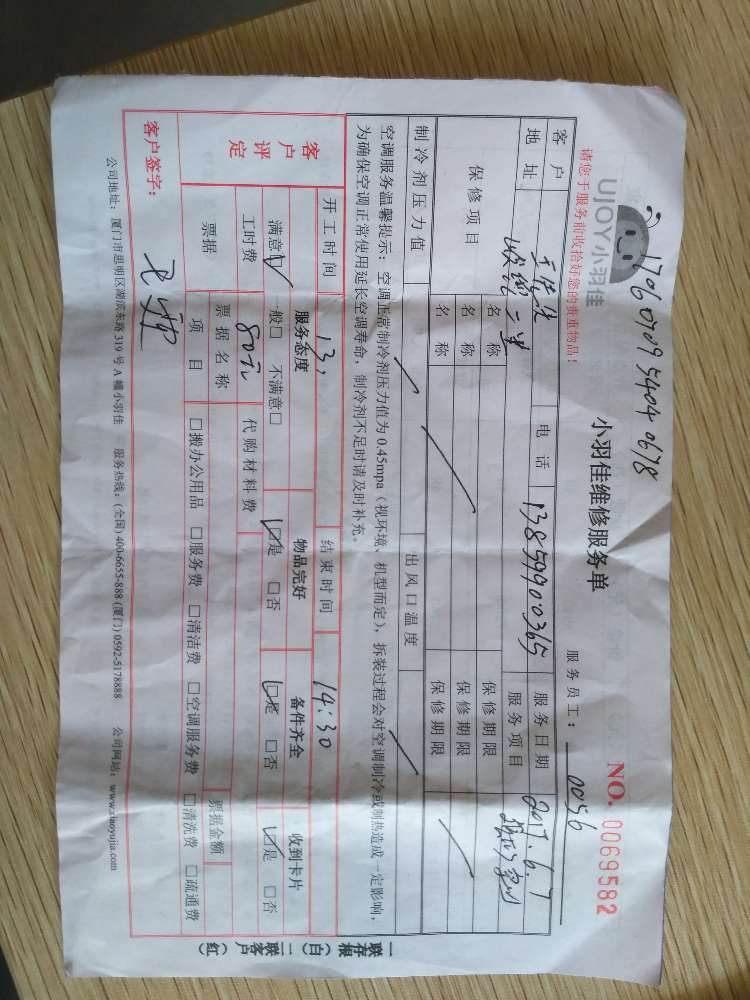 1706070954040678
UJOY小羽佳
小羽佳维修服务单
NO. 0069582
请您于服务前收拾好您的贵重物品!
服务员工: 0056
客户 电话 13859900365 服务日期 2017.6.7
地址 服务项目
保修项目 名称 保修期限
名称 保修期限
名称 保修期限
制冷剂压力值 出风口温度
空调服务温馨提示:空调正常制冷剂压力值为0.45mpa(视环境、机型而定),拆装过程会对空调制冷或制热造成一定影响,
为确保空调正常使用延长空调寿命,制冷剂不足时请及时补充。
开工时间 13: 结束时间 14:30
客户评定 服务态度 物品完好 备件齐全 收到卡片
满意□ 一般□ 不满意□ □是 □否 □是 □否 □是 □否
工时费 80元 代购材料费
票据 票据名称 票据金额
项目 □搬办公用品 □服务费 □清洁费 □空调服务费 □清洗费 □疏通费
客户签字:
公司地址:厦门市思明区湖滨东路319号A幢小羽佳 服务热线:(全国)400-6655-888 (厦门)0592-5178888 公司网站:www.xiaoyujia.com
一联存根(白) 二联客户(红)